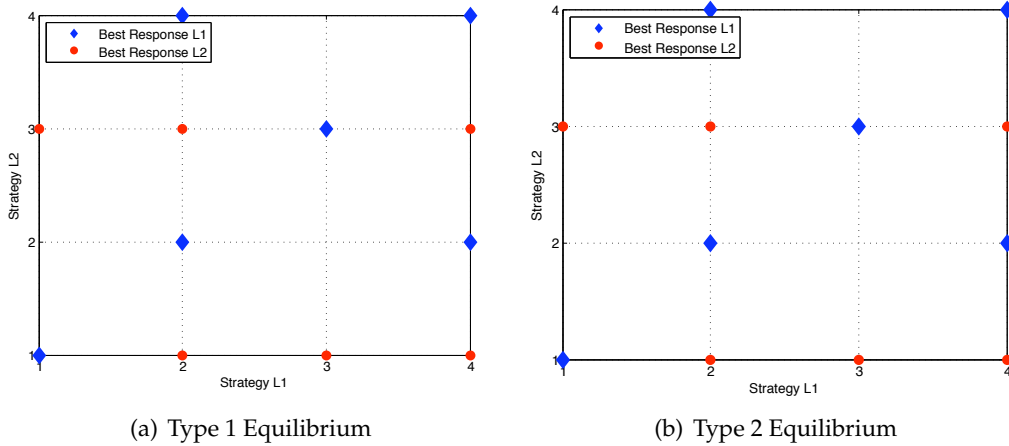 4
Best Response L1
Best Response L2
3
Strategy L2
2
1
1
2
3
4
Strategy L1
(a) Type 1 Equilibrium
4
Best Response L1
Best Response L2
3
Strategy L2
2
1
1
2
3
4
Strategy L1
(b) Type 2 Equilibrium